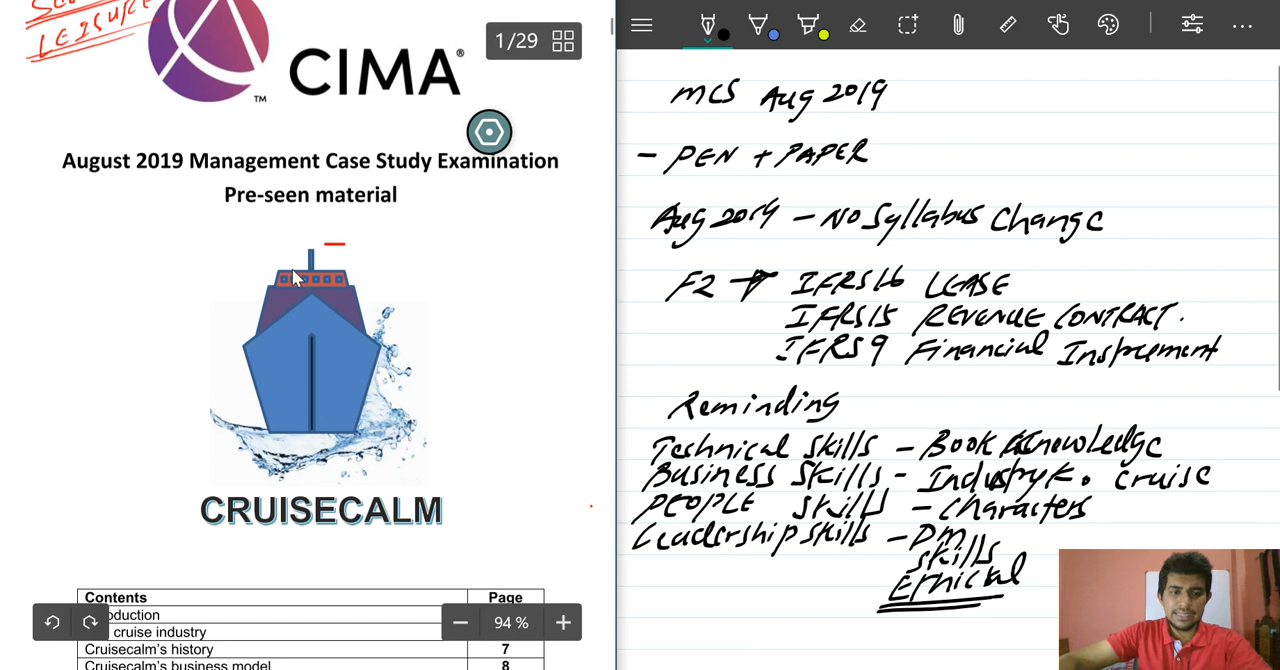 LEISURE
1/29
CIMA®
TM
August 2019 Management Case Study Examination
Pre-seen material
CRUISECALM
Contents Page
oduction
cruise industry
Cruisecalm's history 7
Cruisecalm's business model 8
94 %
MCS Aug 2019
- PEN + PAPER
Aug 2019 - No Syllabus Change
F2 → IFRS16 LEASE
IFRS15 REVENUE CONTRACT.
IFRS9 Financial Instrument
Reminding
Technical Skills - Book Knowledge
Business Skills - Industry K. Cruise
PEOPLE Skills - Characters
Leadership Skills - DM
Skills
Ethical